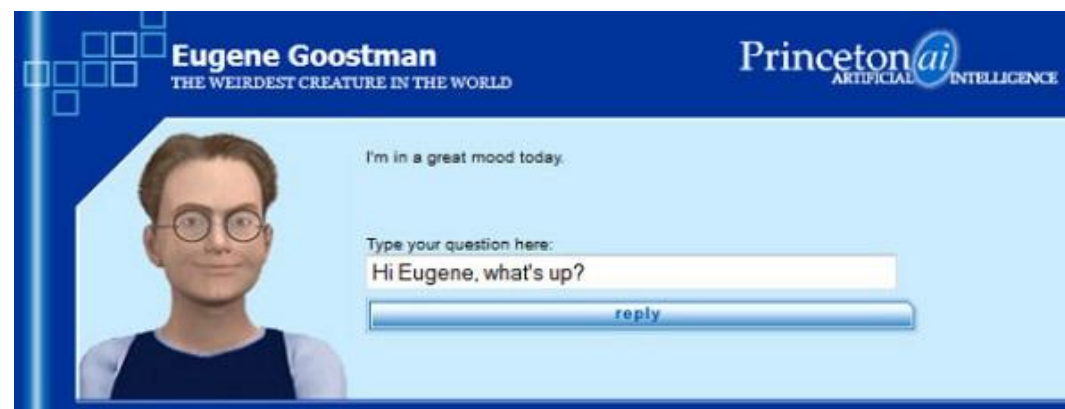 Eugene Goostman
THE WEIRDEST CREATURE IN THE WORLD
Princeton ai
ARTIFICIAL INTELLIGENCE
I'm in a great mood today.
Type your question here:
Hi Eugene, what's up?
reply